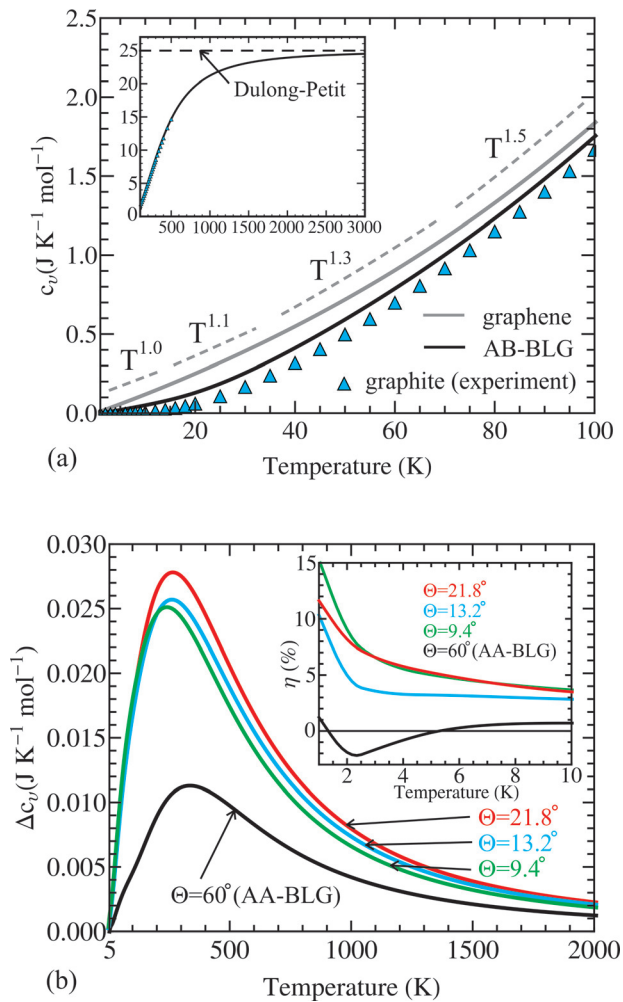 2.5
2.0
1.5
1.0
0.5
0.0
c_v(J K⁻¹ mol⁻¹)
30
25
20
15
10
5
0
500 1000 1500 2000 2500 3000
Dulong-Petit
T^1.0
T^1.1
T^1.3
T^1.5
graphene
AB-BLG
graphite (experiment)
20 40 60 80 100
(a)
Temperature (K)
0.030
0.025
0.020
0.015
0.010
0.005
0.000
Δc_v(J K⁻¹ mol⁻¹)
15
10
5
0
η (%)
Θ=21.8°
Θ=13.2°
Θ=9.4°
Θ=60°(AA-BLG)
2 4 6 8 10
Temperature (K)
Θ=21.8°
Θ=13.2°
Θ=9.4°
Θ=60°(AA-BLG)
5 500 1000 1500 2000
(b)
Temperature (K)